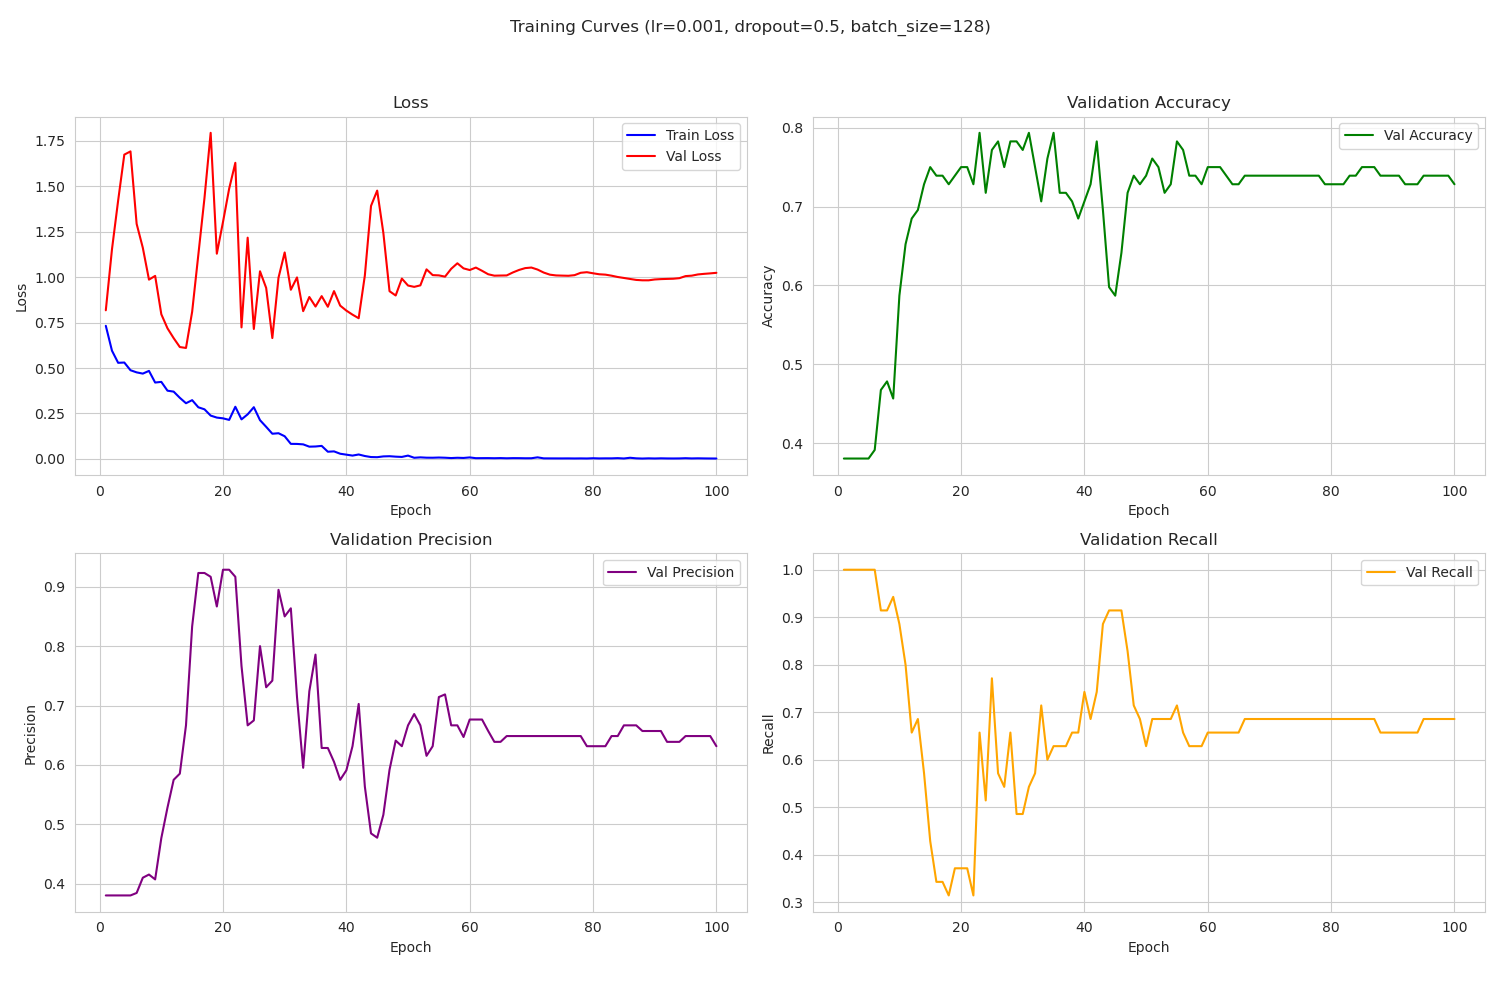 Training Curves (lr=0.001, dropout=0.5, batch_size=128)
Loss
Train Loss
Val Loss
1.75
1.50
1.25
1.00
0.75
0.50
0.25
0.00
Loss
0 20 40 60 80 100
Epoch
Validation Accuracy
Val Accuracy
0.8
0.7
0.6
0.5
0.4
Accuracy
0 20 40 60 80 100
Epoch
Validation Precision
Val Precision
0.9
0.8
0.7
0.6
0.5
0.4
Precision
0 20 40 60 80 100
Epoch
Validation Recall
Val Recall
1.0
0.9
0.8
0.7
0.6
0.5
0.4
0.3
Recall
0 20 40 60 80 100
Epoch